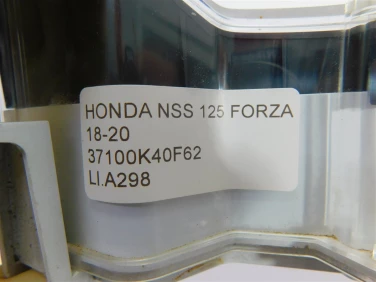 HONDA NSS 125 FORZA
18-20
37100K40F62
LI.A298